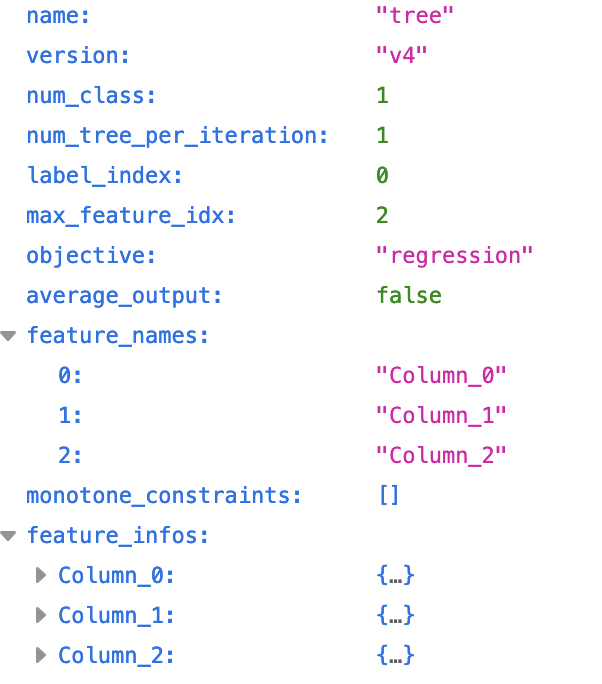 name: "tree"
version: "v4"
num_class: 1
num_tree_per_iteration: 1
label_index: 0
max_feature_idx: 2
objective: "regression"
average_output: false
feature_names:
0: "Column_0"
1: "Column_1"
2: "Column_2"
monotone_constraints: []
feature_infos:
Column_0: {…}
Column_1: {…}
Column_2: {…}